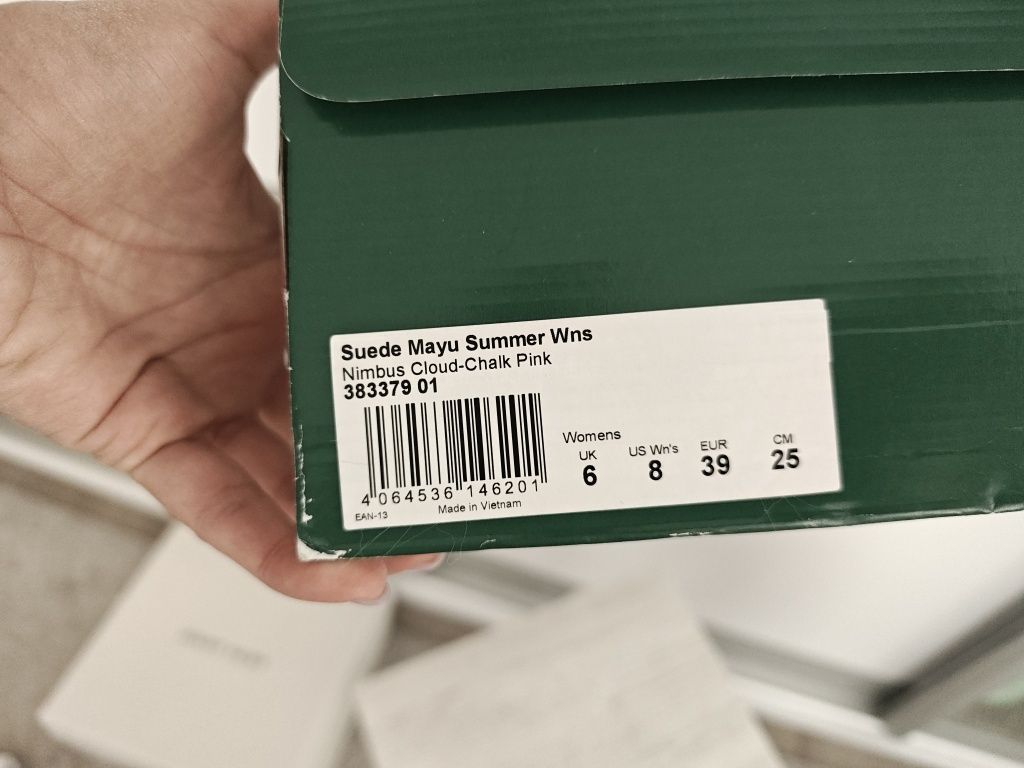 Suede Mayu Summer Wns
Nimbus Cloud-Chalk Pink
383379 01
4 064536 146201
EAN-13
Made in Vietnam
Womens
UK US Wn's EUR CM
6 8 39 25